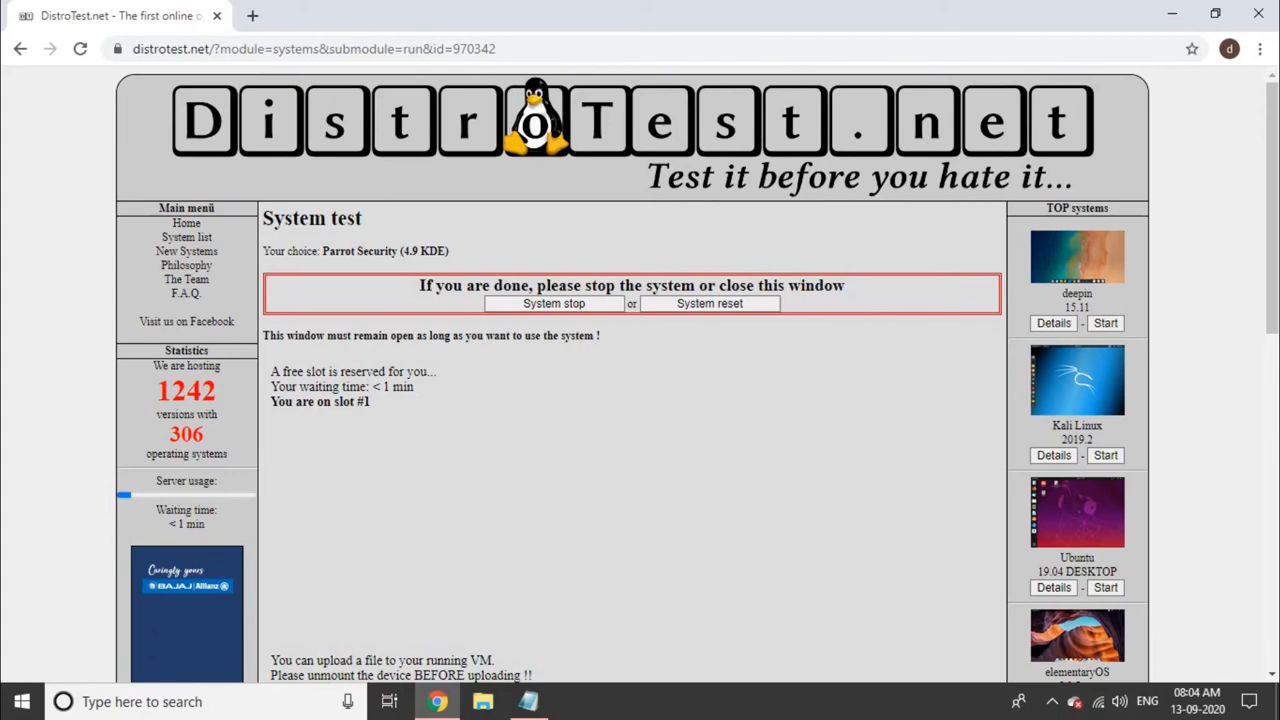 DistroTest.net - The first online o
distrotest.net/?module=systems&submodule=run&id=970342
d
DistroTest.net
Test it before you hate it...
Main menü
Home
System list
New Systems
Philosophy
The Team
F.A.Q.
Visit us on Facebook
Statistics
We are hosting
1242
versions with
306
operating systems
Server usage:
Waiting time:
< 1 min
Caringly yours
BAJAJ Allianz
System test
Your choice: Parrot Security (4.9 KDE)
If you are done, please stop the system or close this window
System stop or System reset
This window must remain open as long as you want to use the system !
A free slot is reserved for you...
Your waiting time: < 1 min
You are on slot #1
You can upload a file to your running VM.
Please unmount the device BEFORE uploading !!
TOP systems
deepin
15.11
Details - Start
Kali Linux
2019.2
Details - Start
Ubuntu
19.04 DESKTOP
Details - Start
elementaryOS
Type here to search
ENG
08:04 AM
13-09-2020